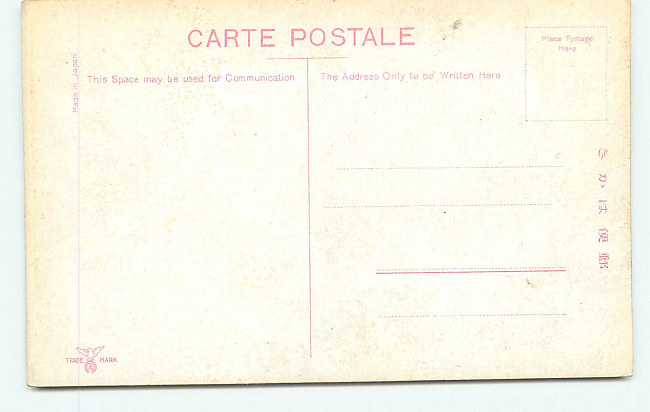 CARTE POSTALE
Place Postage
Here
Made in Japan
This Space may be used for Communication
The Address Only to be Written Here
きかは便郵
TRADE MARK